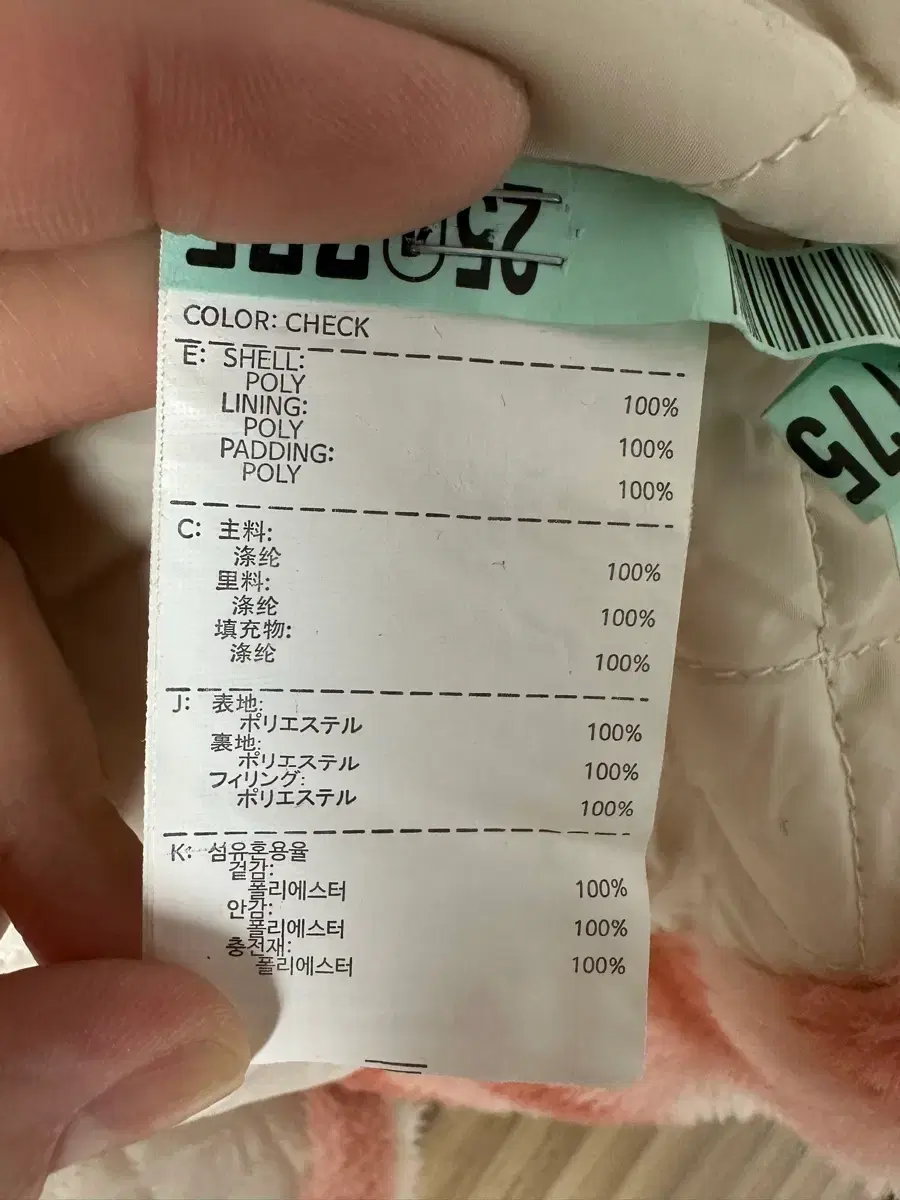 COLOR: CHECK
E: SHELL:
POLY 100%
LINING:
POLY 100%
PADDING:
POLY 100%
C: 主料:
涤纶 100%
里料:
涤纶 100%
填充物:
涤纶 100%
J: 表地:
ポリエステル 100%
裏地:
ポリエステル 100%
フィリング:
ポリエステル 100%
K: 섬유혼용율
겉감:
폴리에스터 100%
안감:
폴리에스터 100%
충전재:
폴리에스터 100%
75